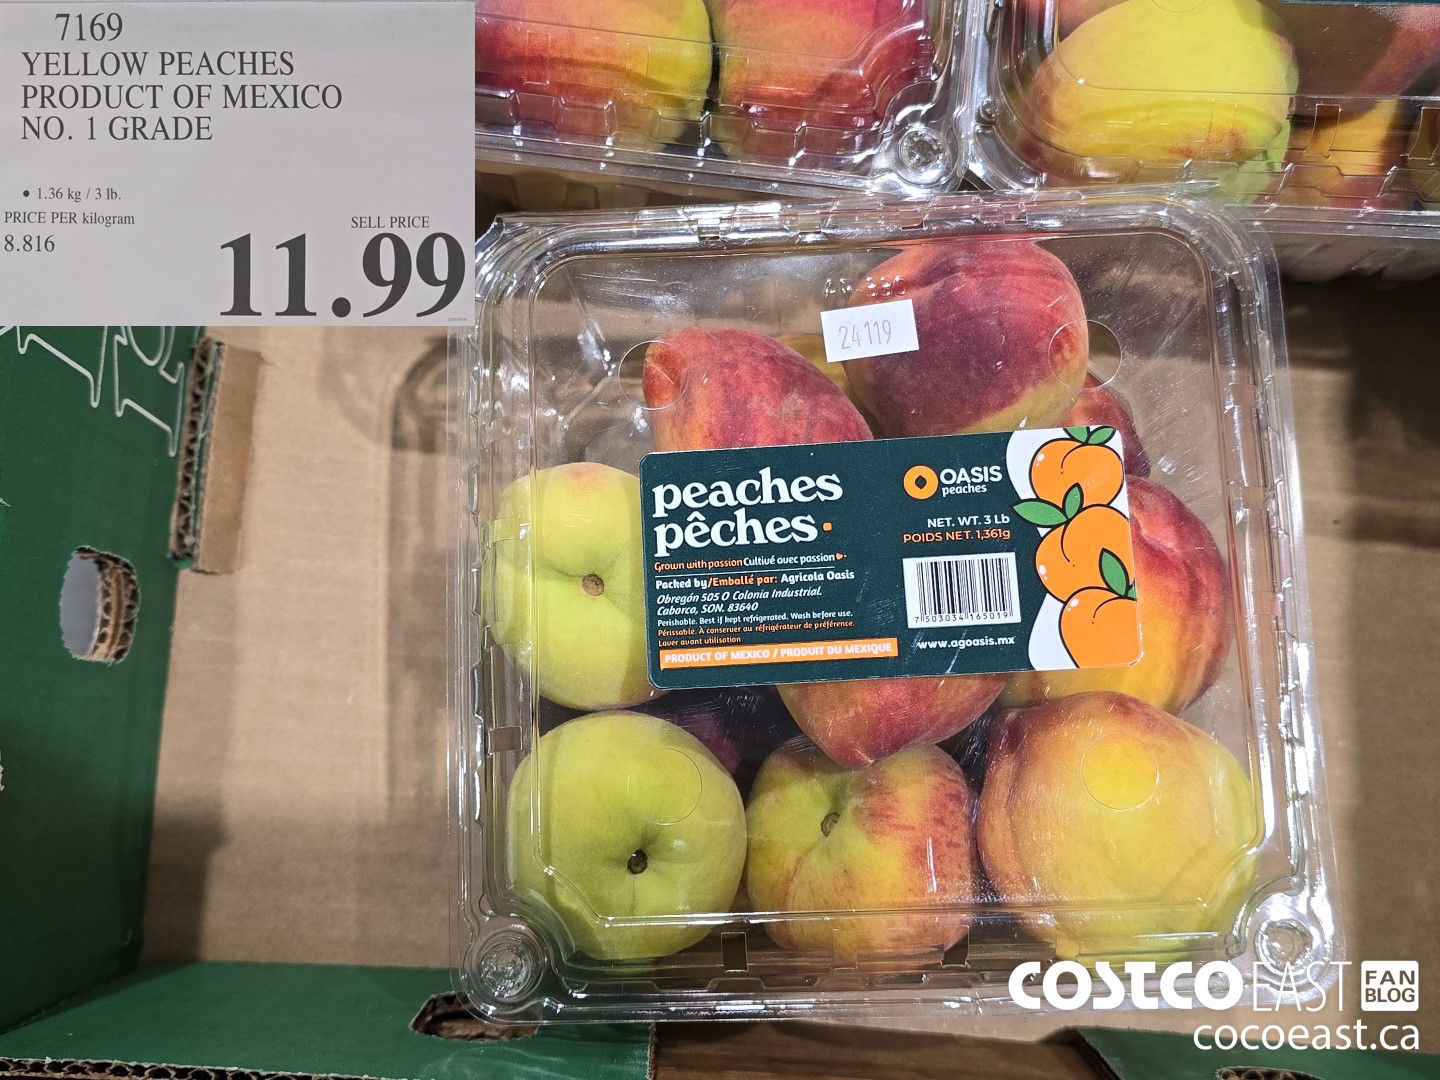 7169
YELLOW PEACHES
PRODUCT OF MEXICO
NO. 1 GRADE
• 1.36 kg / 3 lb.
PRICE PER kilogram
8.816
SELL PRICE
11.99
24119
peaches
pêches
OASIS
peaches
NET. WT. 3 Lb
POIDS NET. 1,361g
Grown with passion Cultivé avec passion
Packed by/Emballé par: Agricola Oasis
Obregón 505 O Colonia Industrial.
Caborca, SON. 83640
Perishable. Best if kept refrigerated. Wash before use.
Périssable. À conserver au réfrigérateur de préférence.
Laver avant utilisation
PRODUCT OF MEXICO / PRODUIT DU MEXIQUE
7 503034 165019
www.agoasis.mx
COSTCO EAST FAN BLOG
cocoeast.ca